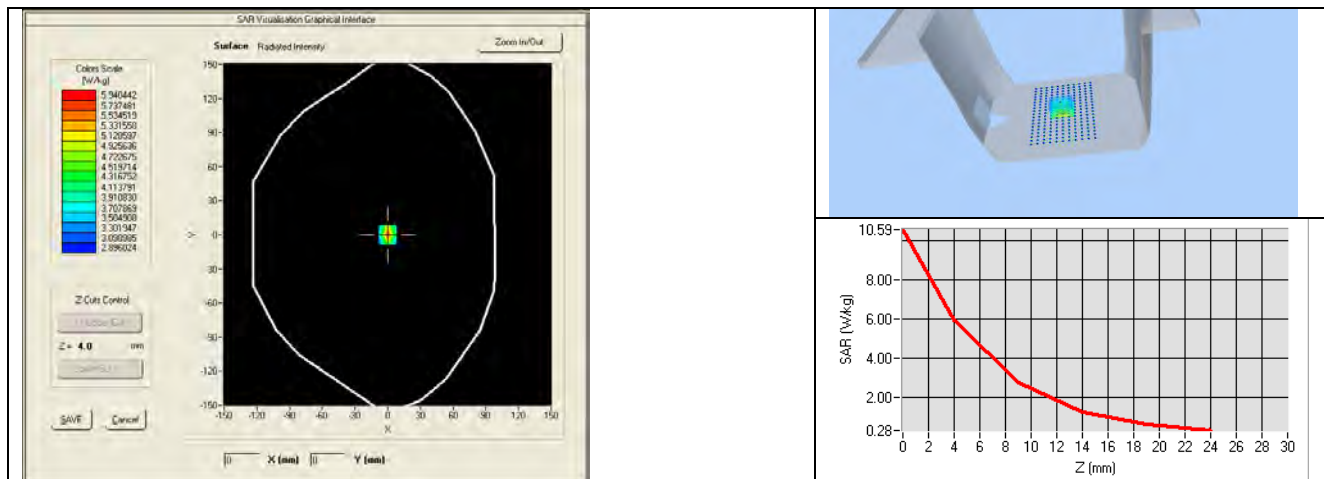 SAR Visualisation Graphical Interface
Surface Radiated Intensity
Zoom In/Out
Colors Scale
(W/kg)
5.940442
5.737481
5.534519
5.331558
5.128597
4.925636
4.722675
4.519714
4.316752
4.113791
3.910830
3.707869
3.504908
3.301947
3.098985
2.896024
150
120
90
60
30
0
-30
-60
-90
-120
-150
Y
-150 -120 -90 -60 -30 0 30 60 90 120 150
X
Z Cuts Control
Z = 4.0 mm
SAVE Cancel
0 X (mm) 0 Y (mm)
10.59
8.00
6.00
4.00
2.00
0.28
SAR (W/kg)
0 2 4 6 8 10 12 14 16 18 20 22 24 26 28 30
Z (mm)